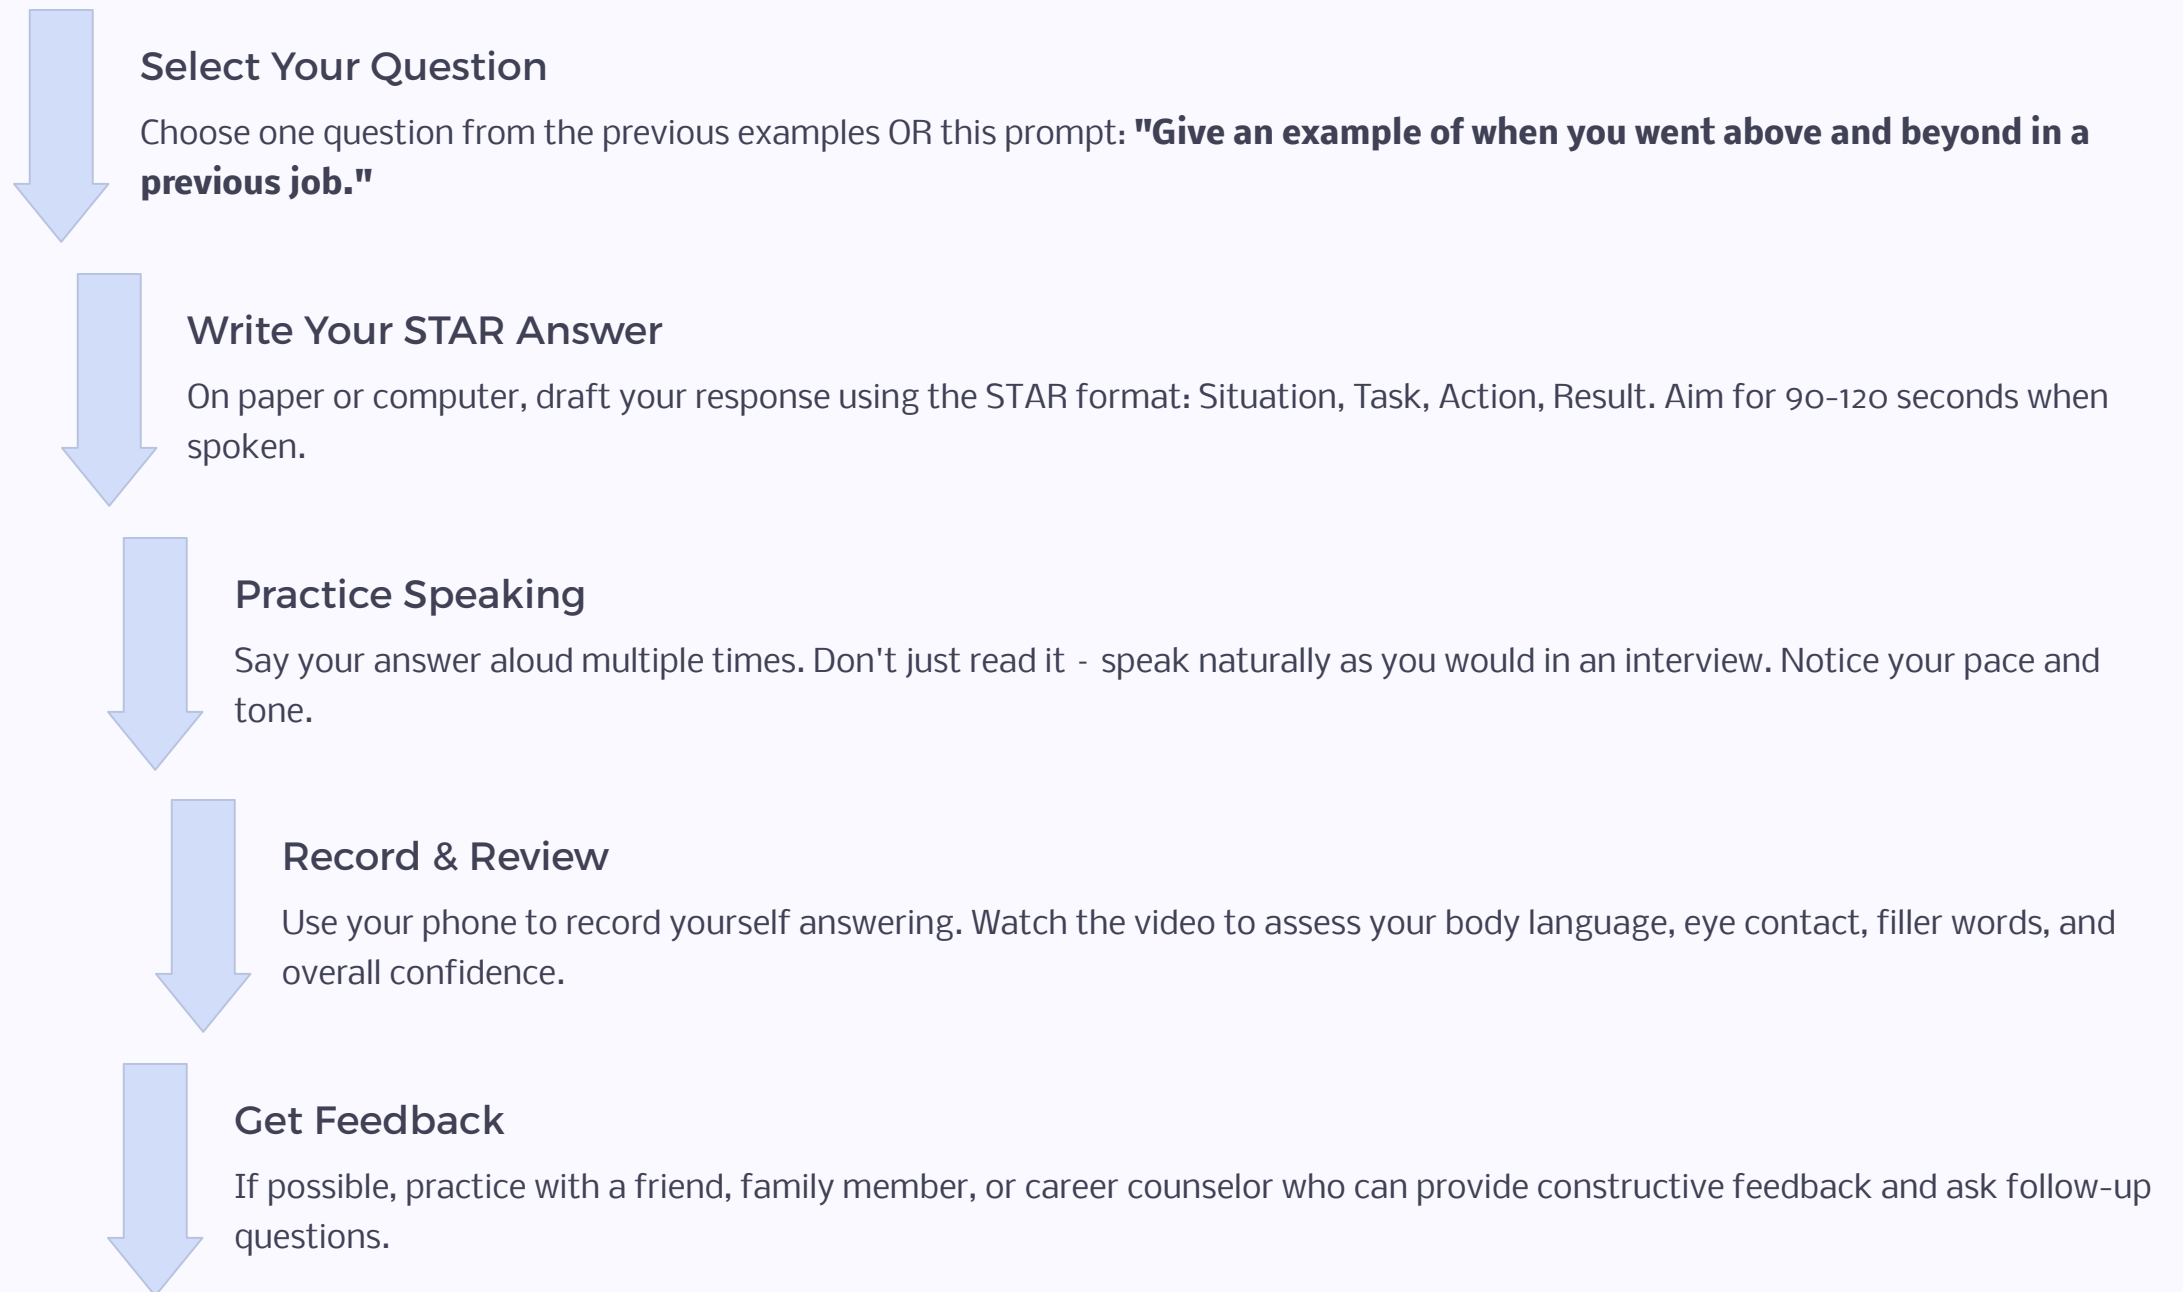 Select Your Question
Choose one question from the previous examples OR this prompt: "Give an example of when you went above and beyond in a
previous job."
Write Your STAR Answer
On paper or computer, draft your response using the STAR format: Situation, Task, Action, Result. Aim for 90-120 seconds when
spoken.
Practice Speaking
Say your answer aloud multiple times. Don't just read it - speak naturally as you would in an interview. Notice your pace and
tone.
Record & Review
Use your phone to record yourself answering. Watch the video to assess your body language, eye contact, filler words, and
overall confidence.
Get Feedback
If possible, practice with a friend, family member, or career counselor who can provide constructive feedback and ask follow-up
questions.